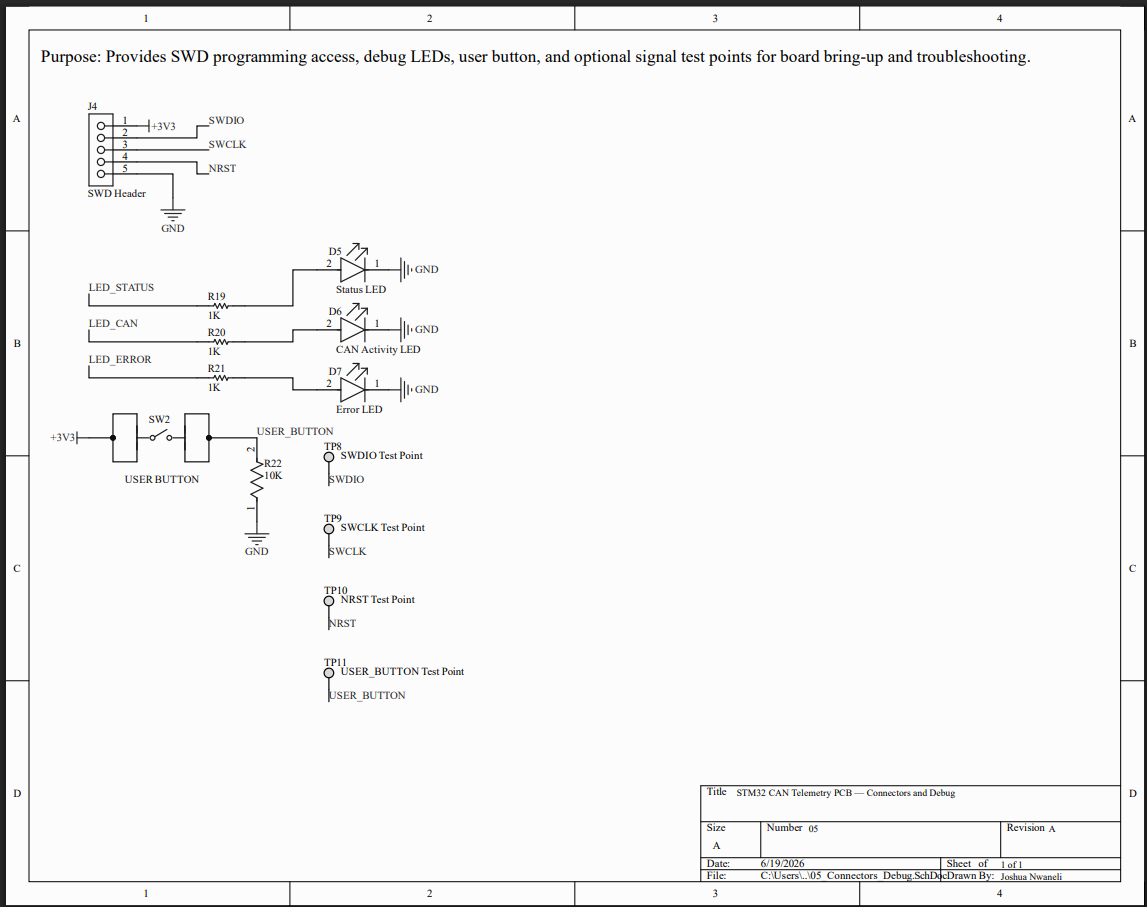 1 2 3 4
Purpose: Provides SWD programming access, debug LEDs, user button, and optional signal test points for board bring-up and troubleshooting.
A A
J4
1 +3V3 SWDIO
2
3 SWCLK
4
5 NRST
SWD Header
GND
D5
2 1 GND
Status LED
LED_STATUS
R19
1K
D6
2 1 GND
CAN Activity LED
LED_CAN
R20
1K
B B
D7
2 1 GND
Error LED
LED_ERROR
R21
1K
SW2
+3V3
USER_BUTTON
USER BUTTON
2
R22
10K
1
GND
TP8
SWDIO Test Point
SWDIO
TP9
SWCLK Test Point
SWCLK
C C
TP10
NRST Test Point
NRST
TP11
USER_BUTTON Test Point
USER_BUTTON
D D
Title STM32 CAN Telemetry PCB — Connectors and Debug
Size Number 05 Revision A
A
Date: 6/19/2026 Sheet of 1 of 1
File: C:\Users\..\05_Connectors_Debug.SchDoc Drawn By: Joshua Nwaneli
1 2 3 4